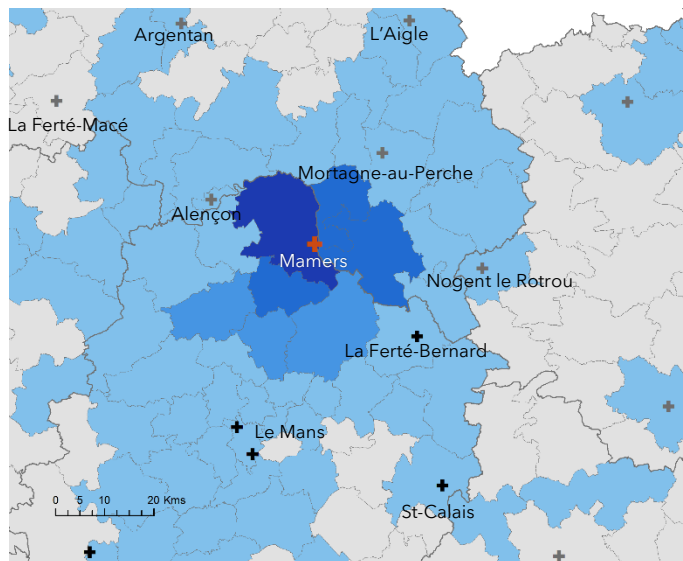 Argentan
L'Aigle
La Ferté-Macé
Mortagne-au-Perche
Alençon
Mamers
Nogent le Rotrou
La Ferté-Bernard
Le Mans
0 5 10 20 Kms
St-Calais